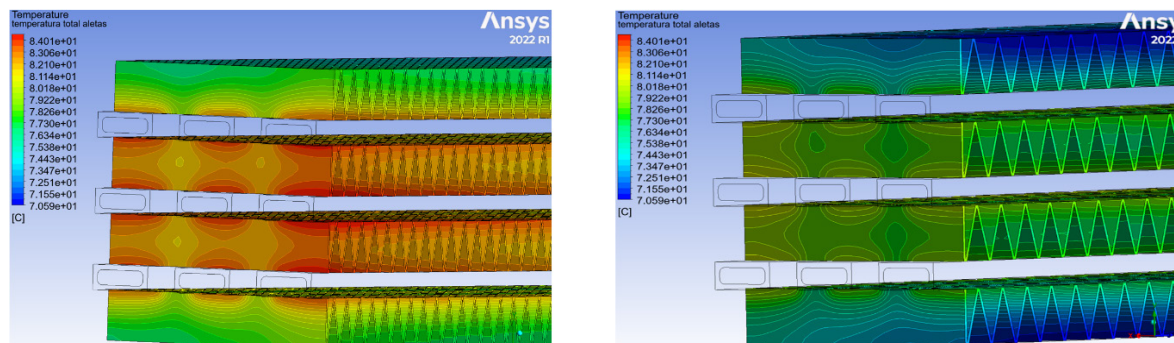 Temperature
temperatura total aletas
8.401e+01
8.306e+01
8.210e+01
8.114e+01
8.018e+01
7.922e+01
7.826e+01
7.730e+01
7.634e+01
7.538e+01
7.443e+01
7.347e+01
7.251e+01
7.155e+01
7.059e+01
[C]
Ansys
2022 R1
Temperature
temperatura total aletas
8.401e+01
8.306e+01
8.210e+01
8.114e+01
8.018e+01
7.922e+01
7.826e+01
7.730e+01
7.634e+01
7.538e+01
7.443e+01
7.347e+01
7.251e+01
7.155e+01
7.059e+01
[C]
Ansys
2022